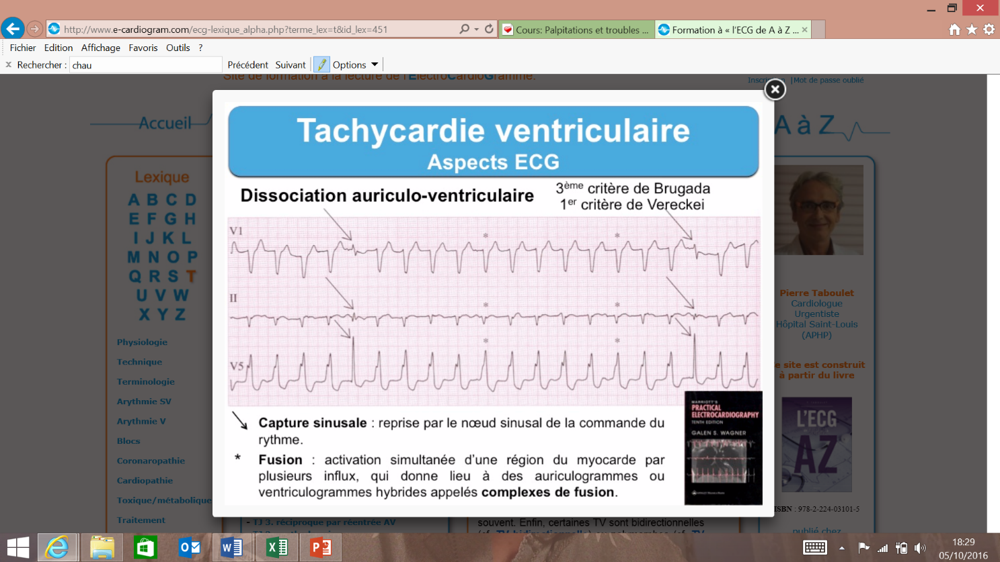 http://www.e-cardiogram.com/ecg-lexique_alpha.php?terme_lex=t&id_lex=451
Cours: Palpitations et troubles ...
Formation à « l'ECG de A à Z ...
Fichier Edition Affichage Favoris Outils ?
x Rechercher : chau Précédent Suivant Options
Site de formation à la lecture de l'ElectroCardioGramme.
Inscription | Mot de passe oublié
Accueil
A à Z
Tachycardie ventriculaire
Aspects ECG
Dissociation auriculo-ventriculaire
3ème critère de Brugada
1er critère de Vereckei
V1
* *
II
* *
* *
V5
Capture sinusale : reprise par le nœud sinusal de la commande du
rythme.
* Fusion : activation simultanée d'une région du myocarde par
plusieurs influx, qui donne lieu à des auriculogrammes ou
ventriculogrammes hybrides appelés complexes de fusion.
MARRIOTT'S
PRACTICAL
ELECTROCARDIOGRAPHY
TENTH EDITION
GALEN S. WAGNER
Lexique
A B C D
E F G H
I J K L
M N O P
Q R S T
U V W
X Y Z
Physiologie
Technique
Terminologie
Arythmie SV
Arythmie V
Blocs
Coronaropathie
Cardiopathie
Toxique/métabolique
Traitement
- TJ 3. réciproque par réentrée AV
souvent. Enfin, certaines TV sont bidirectionnelles
Pierre Taboulet
Cardiologue
Urgentiste
Hôpital Saint-Louis
(APHP)
e site est construit
à partir du livre
L'ECG
AZ
ISBN : 978-2-224-03101-5
publié chez
18:29
05/10/2016